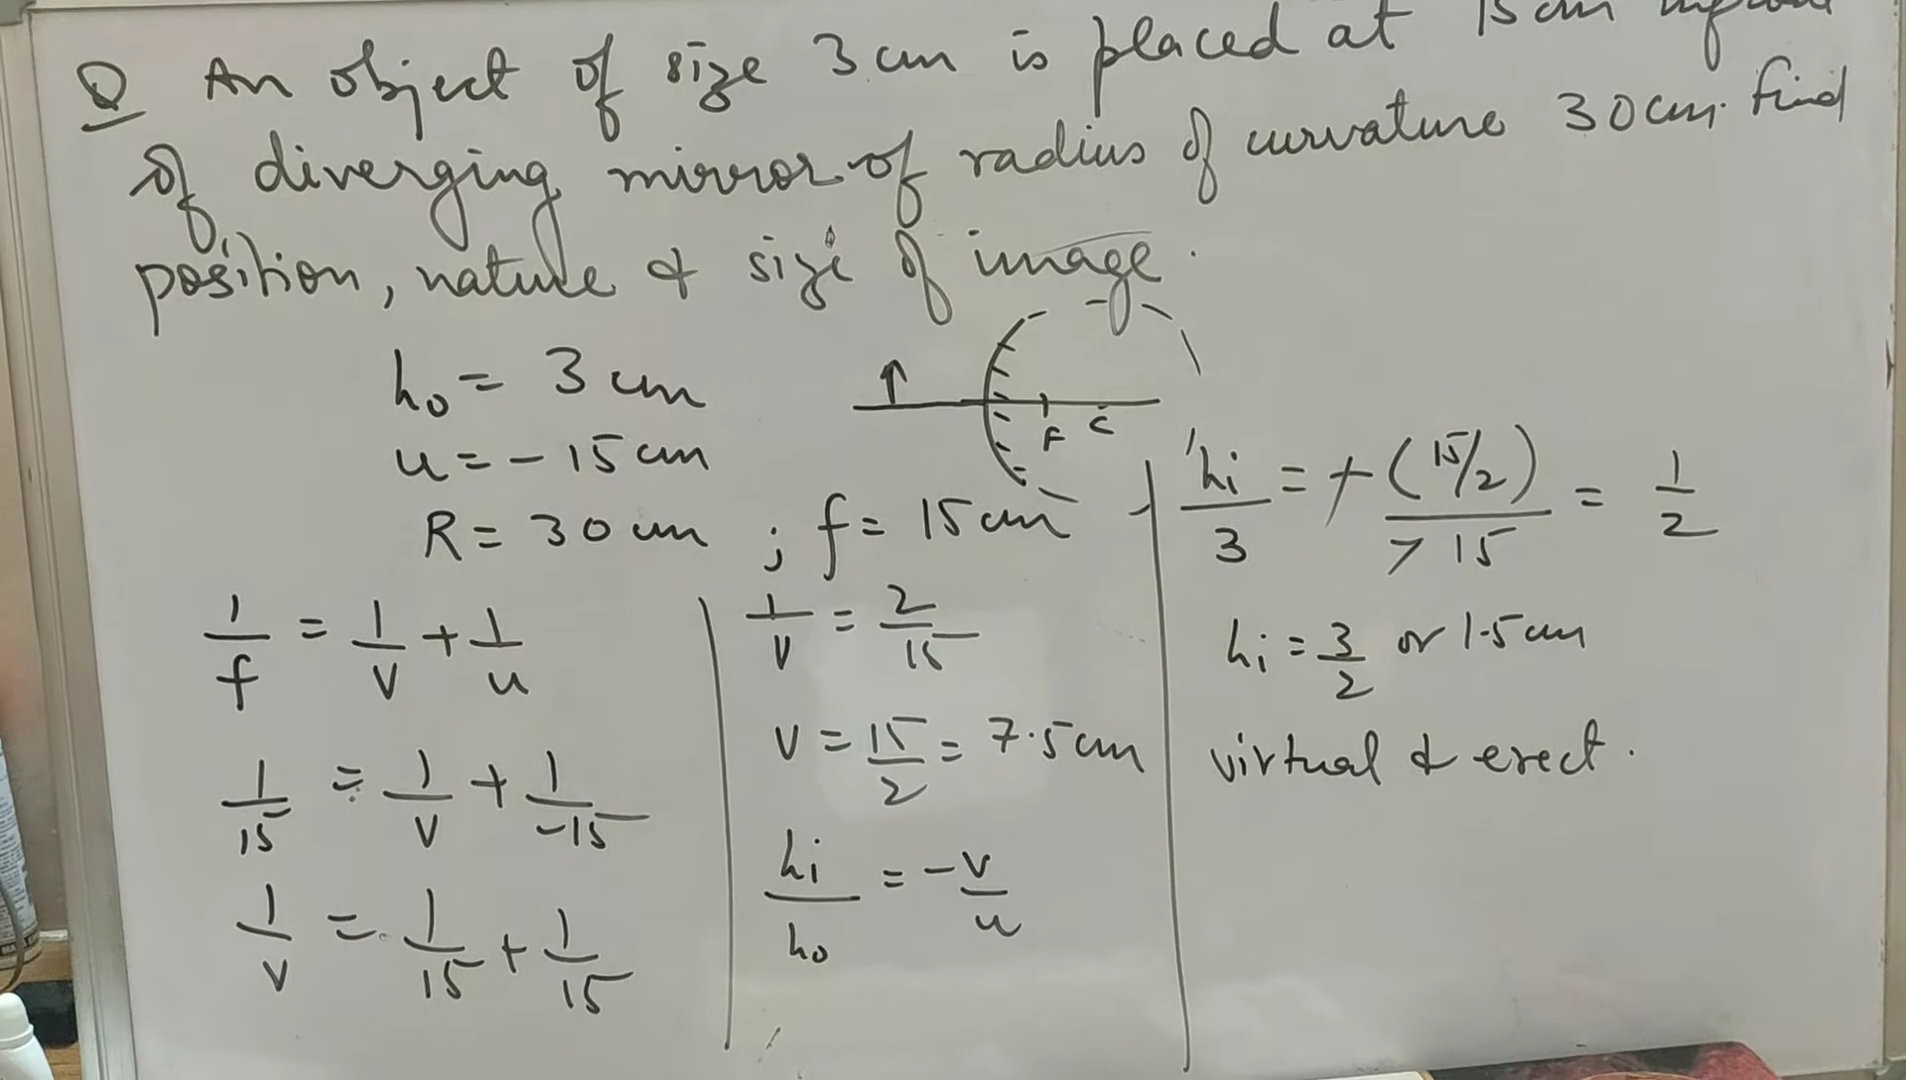 Q An object of size 3 cm is placed at 15 cm infront
of diverging mirror of radius of curvature 30 cm. find
position, nature & size of image.
h₀ = 3 cm
u = - 15 cm
R = 30 cm ; f = 15 cm
F C
1/f = 1/v + 1/u
1/15 = 1/v + 1/-15
1/v = 1/15 + 1/15
1/v = 2/15
v = 15/2 = 7.5 cm
hi/h₀ = -v/u
hi/3 = +(15/2)/15 = 1/2
hi = 3/2 or 1.5 cm
virtual & erect.